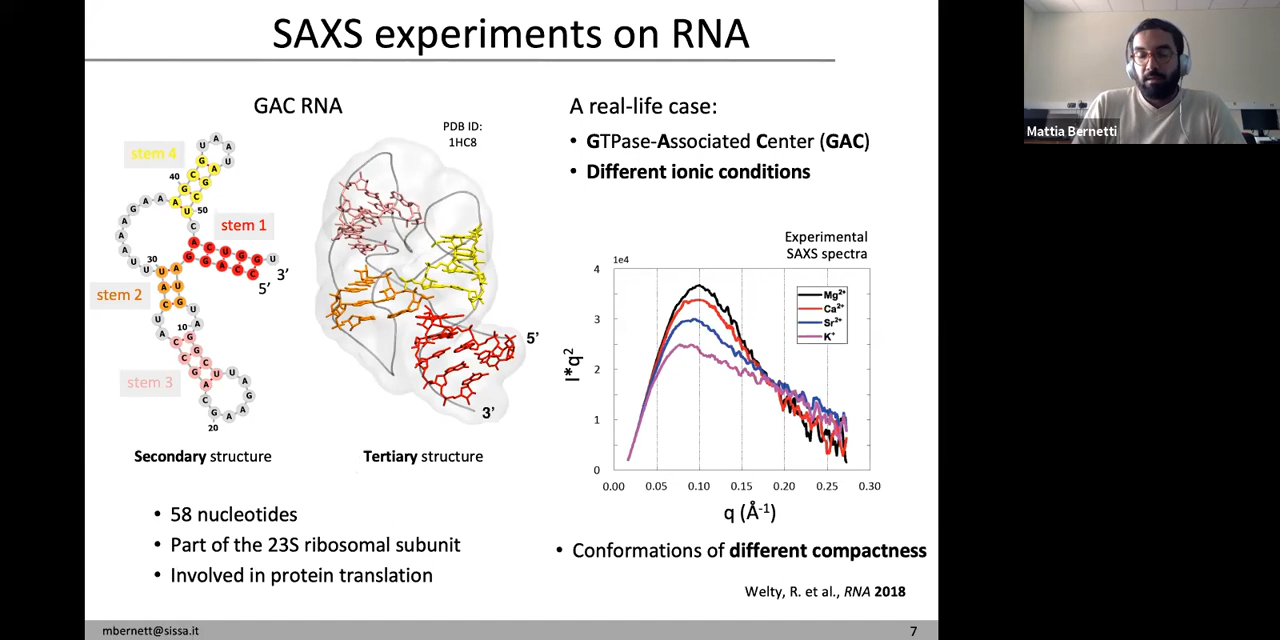 SAXS experiments on RNA
GAC RNA
PDB ID:
1HC8
stem 4
40
50
stem 1
30
3’
5’
stem 2
10
stem 3
20
5’
3’
Secondary structure
Tertiary structure
• 58 nucleotides
• Part of the 23S ribosomal subunit
• Involved in protein translation
A real-life case:
• GTPase-Associated Center (GAC)
• Different ionic conditions
Experimental
SAXS spectra
1e4
4
3
2
1
0
I*q2
Mg2+
Ca2+
Sr2+
K+
0.00 0.05 0.10 0.15 0.20 0.25 0.30
q (Å-1)
• Conformations of different compactness
Welty, R. et al., RNA 2018
mbernett@sissa.it
7
Mattia Bernetti